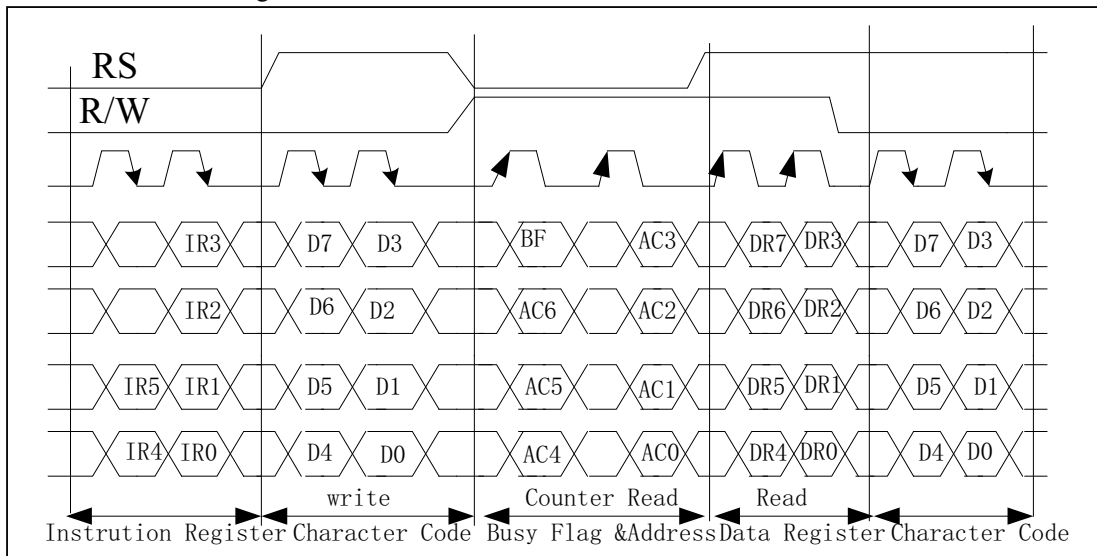 RS
R/W
IR3 D7 D3 BF AC3 DR7 DR3 D7 D3
IR2 D6 D2 AC6 AC2 DR6 DR2 D6 D2
IR5 IR1 D5 D1 AC5 AC1 DR5 DR1 D5 D1
IR4 IR0 D4 D0 AC4 AC0 DR4 DR0 D4 D0
write Counter Read Read
Instrution Register Character Code Busy Flag &Address Data Register Character Code